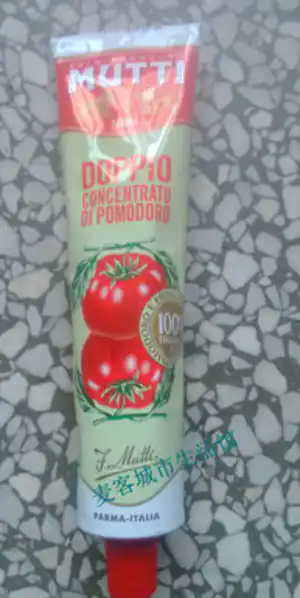 MUTTI
DOPPIO
CONCENTRATO
DI POMODORO
100%
F. Mutti
麦客城市生活馆
PARMA-ITALIA